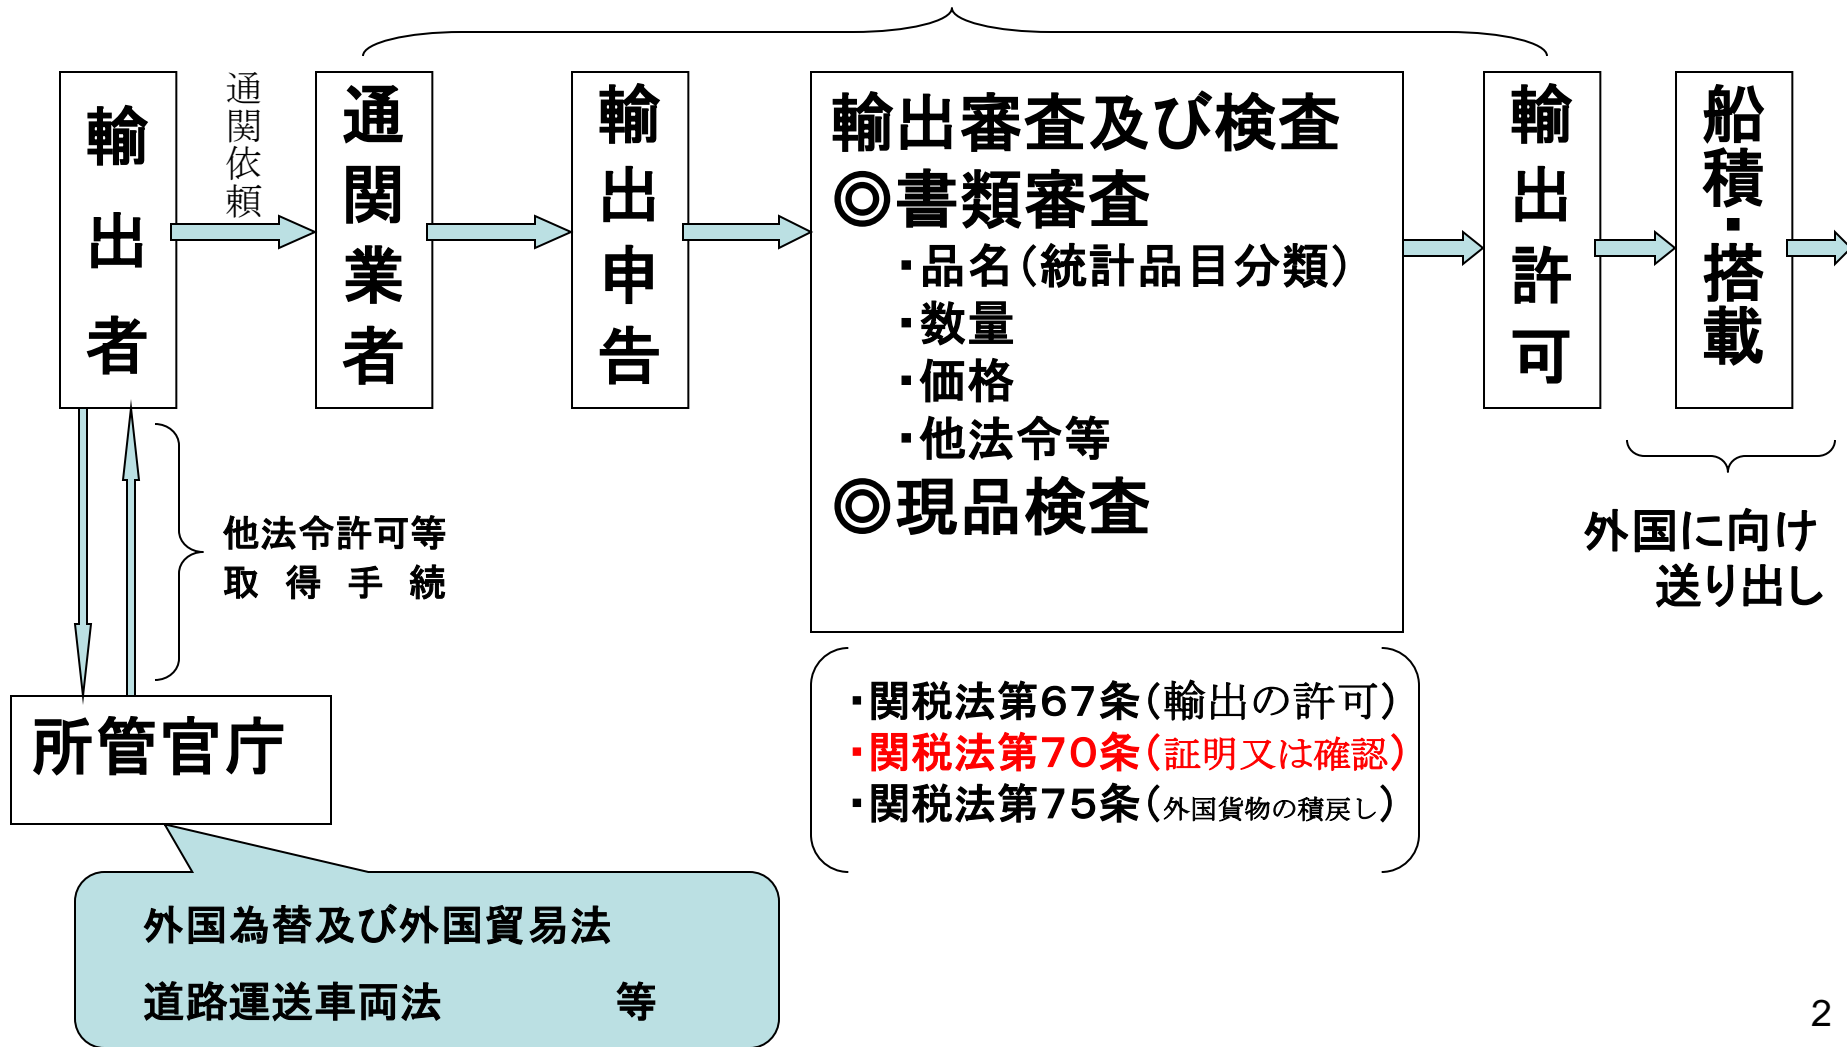 輸出者
通関依頼
通関業者
輸出申告
輸出審査及び検査
◎書類審査
・品名（統計品目分類）
・数量
・価格
・他法令等
◎現品検査
輸出許可
船積・搭載
外国に向け
送り出し
他法令許可等
取 得 手 続
所管官庁
・関税法第67条（輸出の許可）
・関税法第70条（証明又は確認）
・関税法第75条（外国貨物の積戻し）
外国為替及び外国貿易法
道路運送車両法 等
2